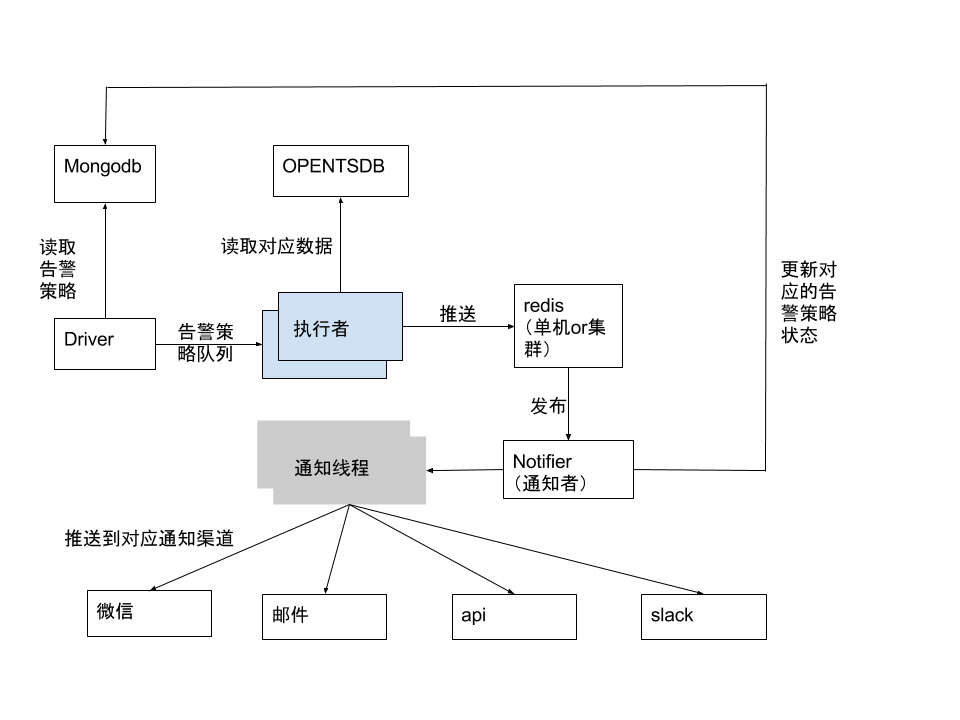 Mongodb
OPENTSDB
读取
告警
策略
读取对应数据
更新对
应的告
警策略
状态
Driver
告警策
略队列
执行者
推送
redis
（单机or集
群）
发布
通知线程
Notifier
（通知者）
推送到对应通知渠道
微信
邮件
api
slack